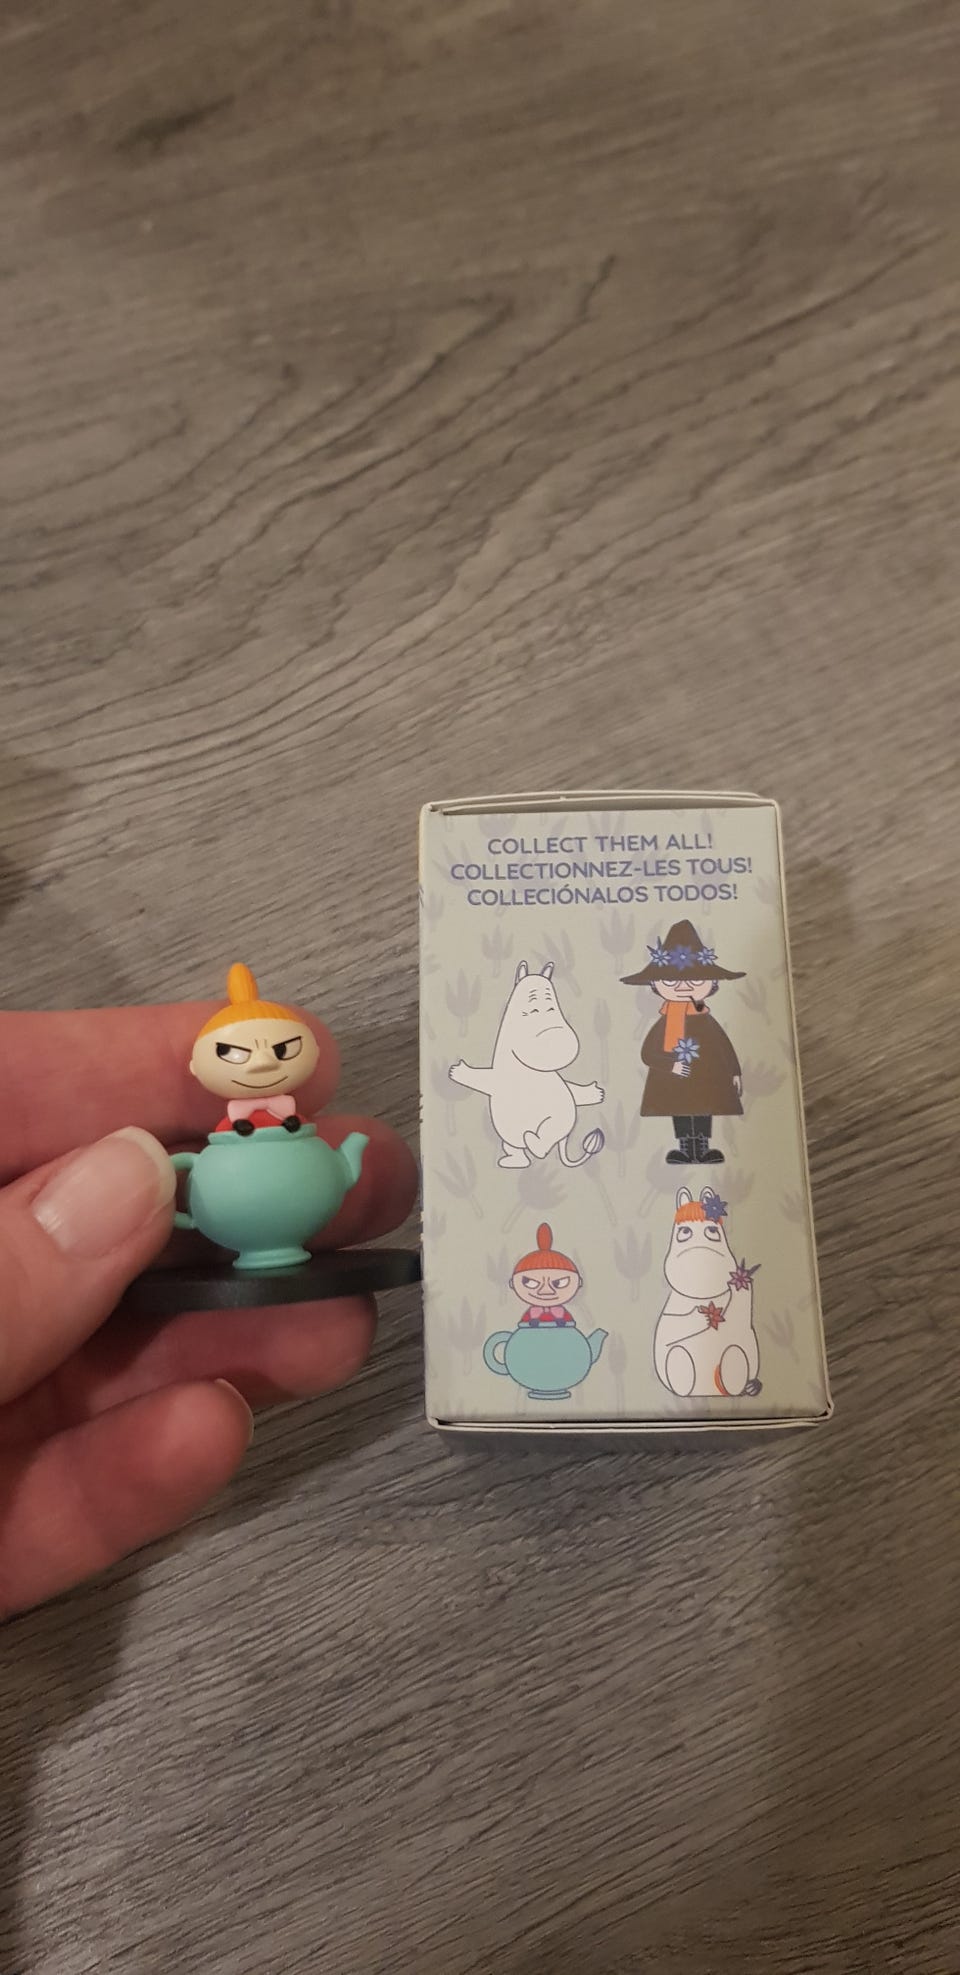 COLLECT THEM ALL!
COLLECTIONNEZ-LES TOUS!
COLLECIÓNALOS TODOS!